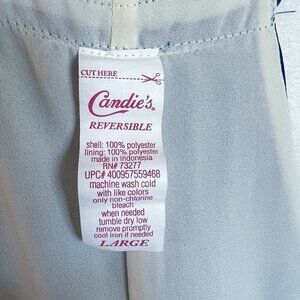 CUT HERE
Candie's.
REVERSIBLE
shell: 100% polyester
lining: 100% polyester
made in indonesia
RN# 73277
UPC# 400957559468
machine wash cold
with like colors
only non-chlorine
bleach
when needed
tumble dry low
remove promptly
cool iron if needed
LARGE